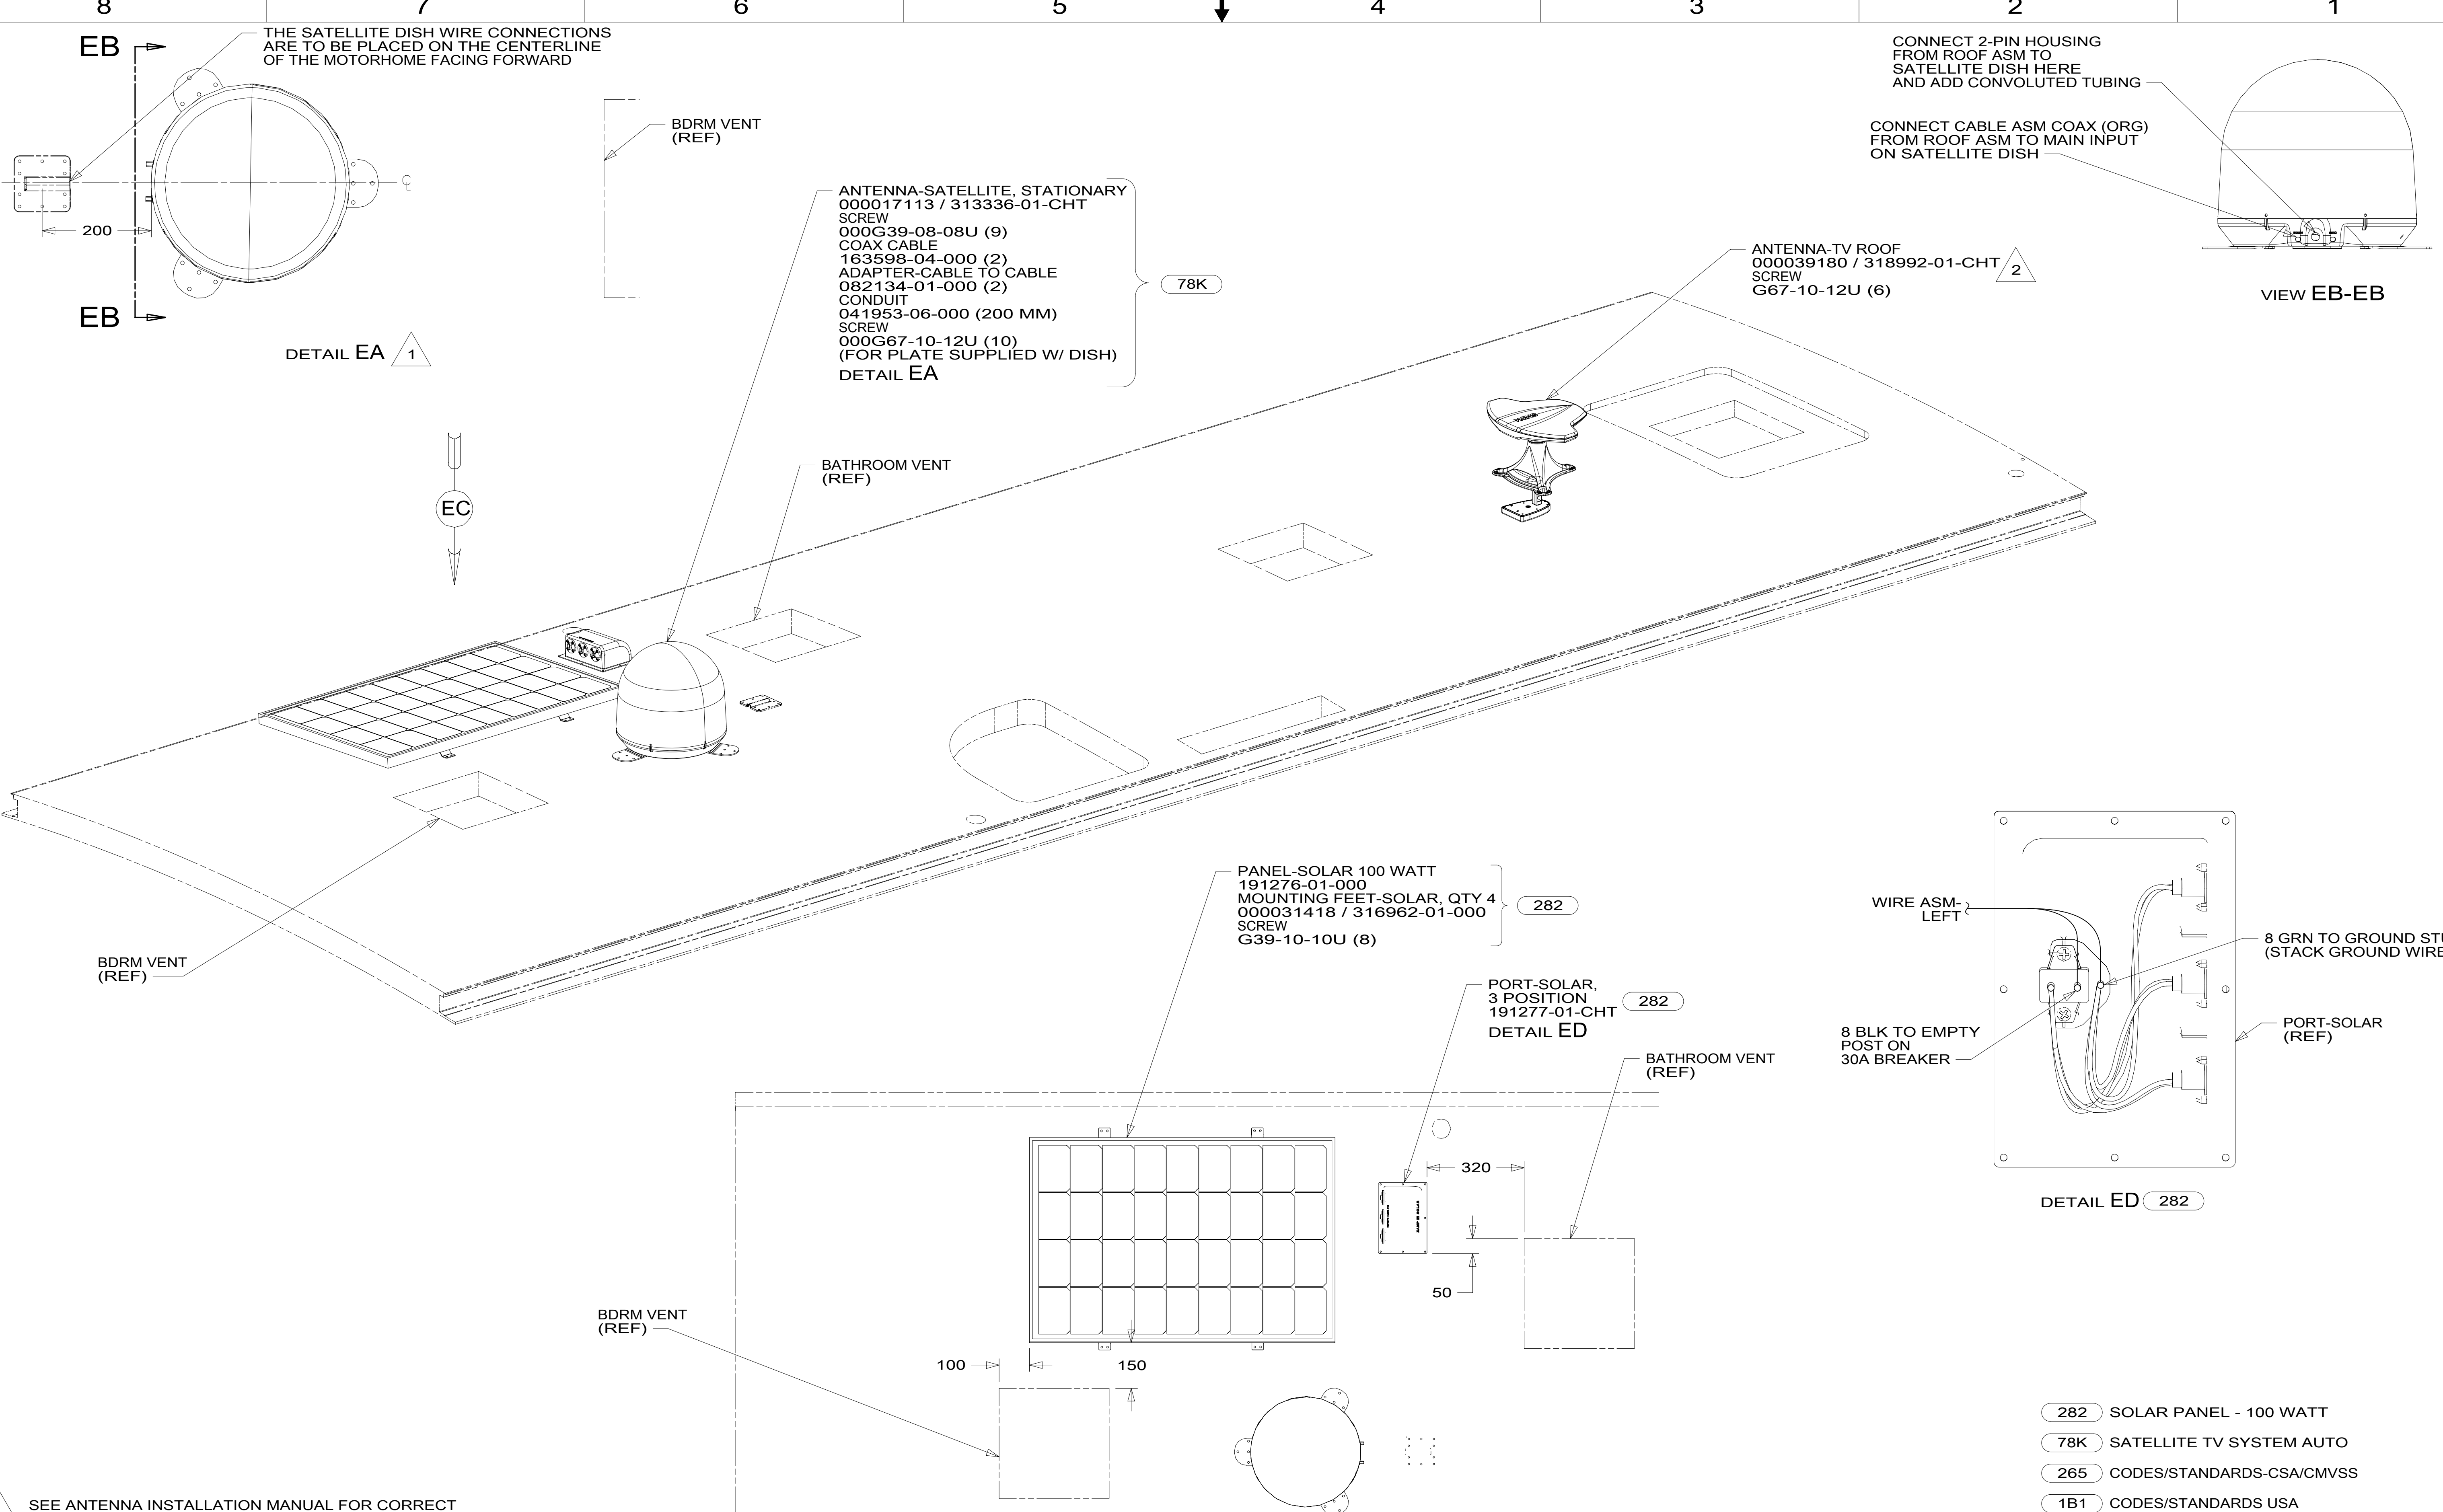 8 7 6 5 4 3 2 1
EB
THE SATELLITE DISH WIRE CONNECTIONS
ARE TO BE PLACED ON THE CENTERLINE
OF THE MOTORHOME FACING FORWARD
200
EB
DETAIL EA 1
BDRM VENT
(REF)
ANTENNA-SATELLITE, STATIONARY
000017113 / 313336-01-CHT
SCREW
000G39-08-08U (9)
COAX CABLE
163598-04-000 (2)
ADAPTER-CABLE TO CABLE
082134-01-000 (2)
CONDUIT
041953-06-000 (200 MM)
SCREW
000G67-10-12U (10)
(FOR PLATE SUPPLIED W/ DISH)
DETAIL EA
78K
ANTENNA-TV ROOF
000039180 / 318992-01-CHT
SCREW
G67-10-12U (6)
2
CONNECT 2-PIN HOUSING
FROM ROOF ASM TO
SATELLITE DISH HERE
AND ADD CONVOLUTED TUBING
CONNECT CABLE ASM COAX (ORG)
FROM ROOF ASM TO MAIN INPUT
ON SATELLITE DISH
VIEW EB-EB
EC
BATHROOM VENT
(REF)
BDRM VENT
(REF)
PANEL-SOLAR 100 WATT
191276-01-000
MOUNTING FEET-SOLAR, QTY 4
000031418 / 316962-01-000
SCREW
G39-10-10U (8)
282
PORT-SOLAR,
3 POSITION
191277-01-CHT
DETAIL ED
282
BATHROOM VENT
(REF)
WIRE ASM-
LEFT
8 GRN TO GROUND
(STACK GROUND
8 BLK TO EMPTY
POST ON
30A BREAKER
PORT-SOLAR
(REF)
DETAIL ED 282
320
50
BDRM VENT
(REF)
100
150
282 SOLAR PANEL - 100 WATT
78K SATELLITE TV SYSTEM AUTO
265 CODES/STANDARDS-CSA/CMVSS
1B1 CODES/STANDARDS USA
SEE ANTENNA INSTALLATION MANUAL FOR CORRECT